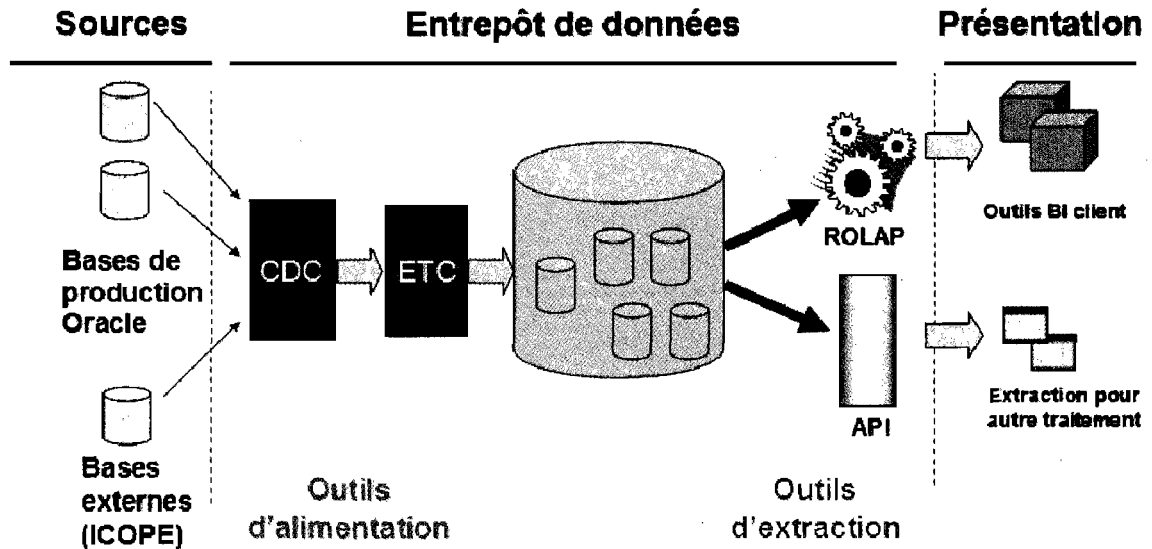 Sources
Entrepôt de données
Présentation
Bases de
production
Oracle
CDC
ETC
ROLAP
Outils BI client
API
Extraction pour
autre traitement
Bases
externes
(ICOPE)
Outils
d'alimentation
Outils
d'extraction